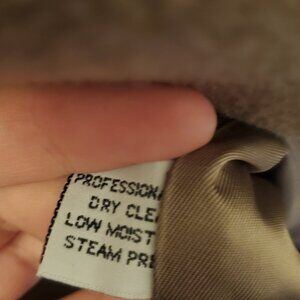 PROFESSIONA
DRY CLE
LOW MOIST
STEAM PRE